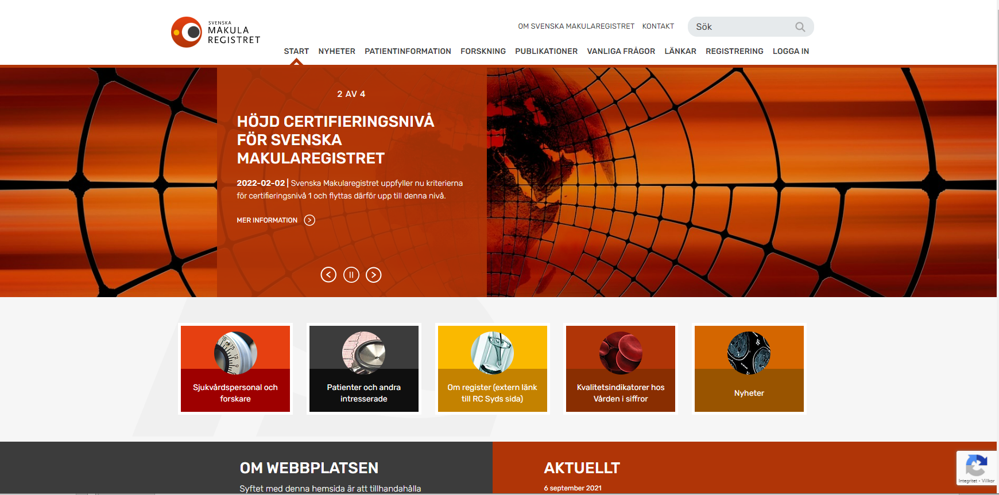 SVENSKA
MAKULA
REGISTRET
OM SVENSKA MAKULAREGISTRET KONTAKT
Sök
START NYHETER PATIENTINFORMATION FORSKNING PUBLIKATIONER VANLIGA FRÅGOR LÄNKAR REGISTRERING LOGGA IN
2 AV 4
HÖJD CERTIFIERINGSNIVÅ
FÖR SVENSKA
MAKULAREGISTRET
2022-02-02 | Svenska Makularegistret uppfyller nu kriterierna
för certifieringsnivå 1 och flyttas därför upp till denna nivå.
MER INFORMATION
Sjukvårdspersonal och
forskare
Patienter och andra
intresserade
Om register (extern länk
till RC Syds sida)
Kvalitetsindikatorer hos
Vården i siffror
Nyheter
OM WEBBPLATSEN
Syftet med denna hemsida är att tillhandahålla
AKTUELLT
6 september 2021
Integritet - Villkor